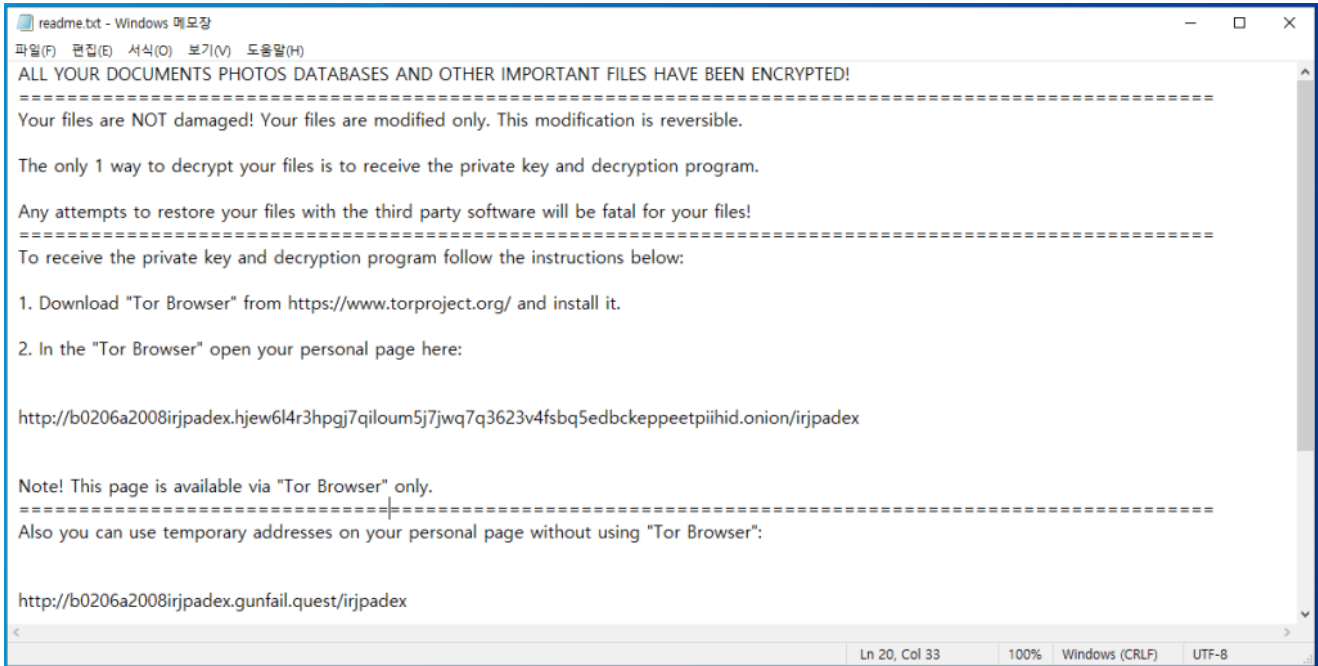 readme.txt - Windows 메모장
파일(F) 편집(E) 서식(O) 보기(V) 도움말(H)
ALL YOUR DOCUMENTS PHOTOS DATABASES AND OTHER IMPORTANT FILES HAVE BEEN ENCRYPTED!
====================================================================================================
Your files are NOT damaged! Your files are modified only. This modification is reversible.
The only 1 way to decrypt your files is to receive the private key and decryption program.
Any attempts to restore your files with the third party software will be fatal for your files!
====================================================================================================
To receive the private key and decryption program follow the instructions below:
1. Download "Tor Browser" from https://www.torproject.org/ and install it.
2. In the "Tor Browser" open your personal page here:
http://b0206a2008irjpadex.hjew6l4r3hpgj7qiloum5j7jwq7q3623v4fsbq5edbckeppeetpiihid.onion/irjpadex
Note! This page is available via "Tor Browser" only.
====================================================================================================
Also you can use temporary addresses on your personal page without using "Tor Browser":
http://b0206a2008irjpadex.gunfail.quest/irjpadex
Ln 20, Col 33 100% Windows (CRLF) UTF-8